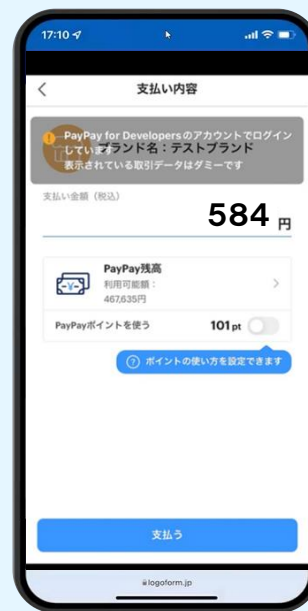 17:10
支払い内容
PayPay for Developersのアカウントでログイン
しています
ブランド名：テストブランド
表示されている取引データはダミーです
支払い金額（税込）
584 円
PayPay残高
利用可能額：
467,635円
PayPayポイントを使う 101 pt
? ポイントの使い方を設定できます
支払う
logoform.jp